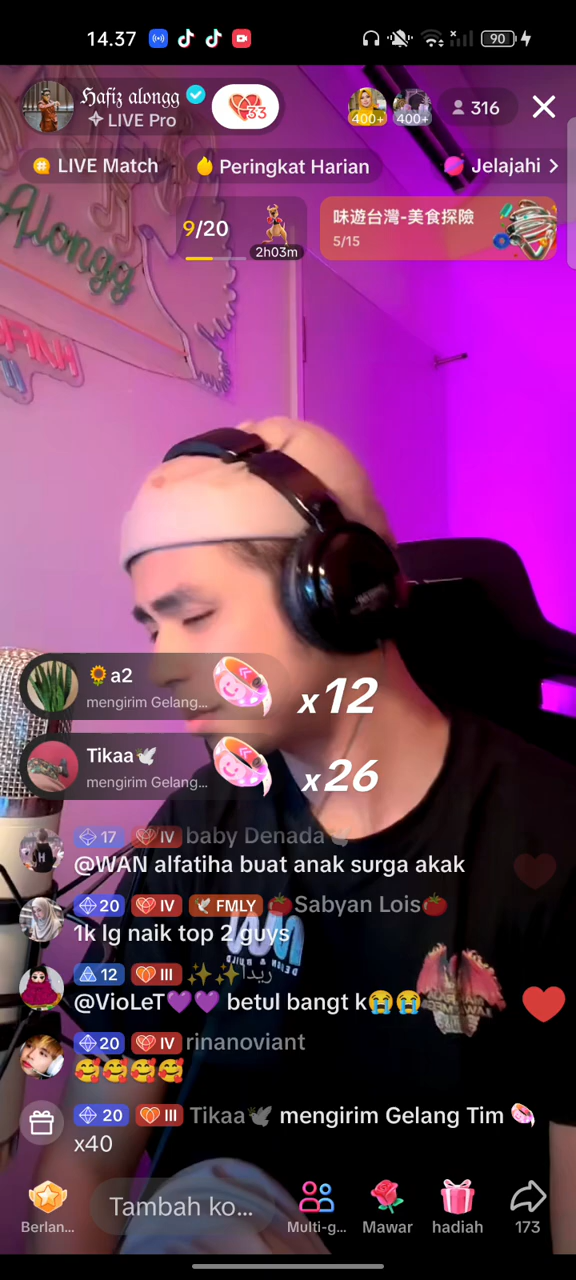 14.37
90
Hafiz alongg
LIVE Pro
33
400+
400+
316
LIVE Match
Peringkat Harian
Jelajahi
Alongg
9/20
2h03m
味遊台灣-美食探險
5/15
a2
mengirim Gelang...
x12
Tikaa
mengirim Gelang...
x26
17 IV baby Denada
@WAN alfatiha buat anak surga akak
20 IV FMLY Sabyan Lois
1k lg naik top 2 guys
12 III ريدا
@VioLeT💜💜 betul bangt k😭😭
20 IV rinanoviant
🥰🥰🥰🥰
20 III Tikaa🕊 mengirim Gelang Tim
x40
Berlan...
Tambah ko...
Multi-g...
Mawar
hadiah
173